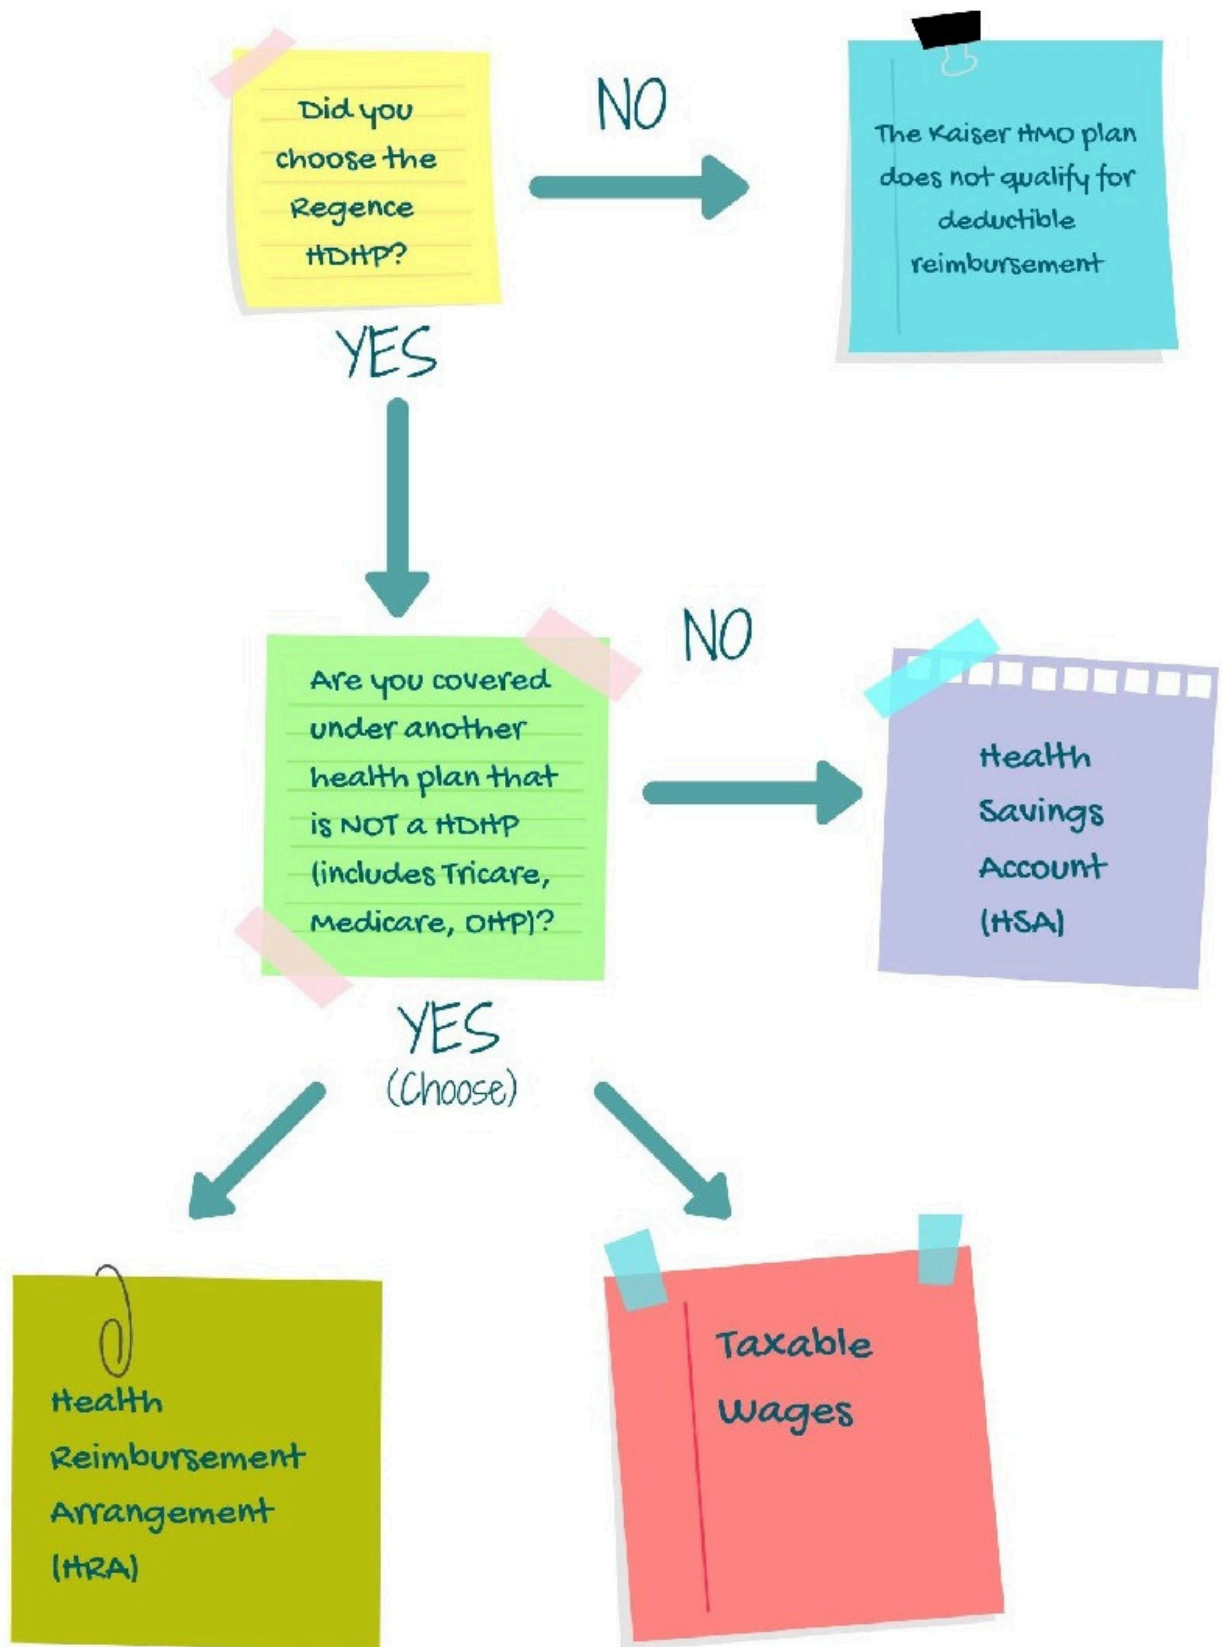 Did you
choose the
Regence
HDHP?
NO
The Kaiser HMO plan
does not qualify for
deductible
reimbursement
YES
Are you covered
under another
health plan that
is NOT a HDHP
(includes Tricare,
Medicare, OHP)?
NO
Health
Savings
Account
(HSA)
YES
(Choose)
Health
Reimbursement
Arrangement
(HRA)
Taxable
Wages